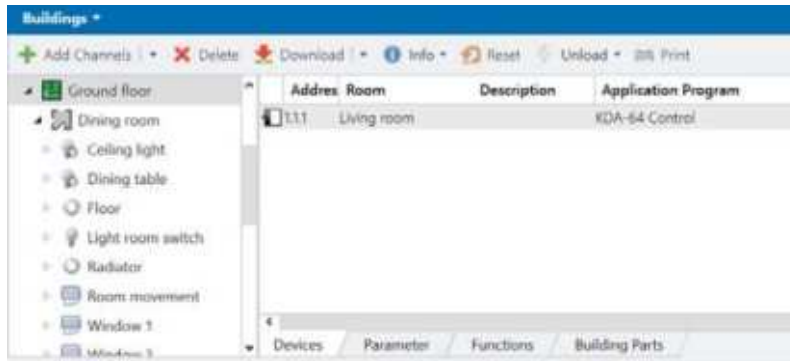 Buildings
Add Channels Delete Download Info Reset Unload Print
Ground floor
Dining room
Ceiling light
Dining table
Floor
Light room switch
Radiator
Room movement
Window 1
Addres Room Description Application Program
1.1.1 Living room KDA-64 Control
Devices Parameter Functions Building Parts